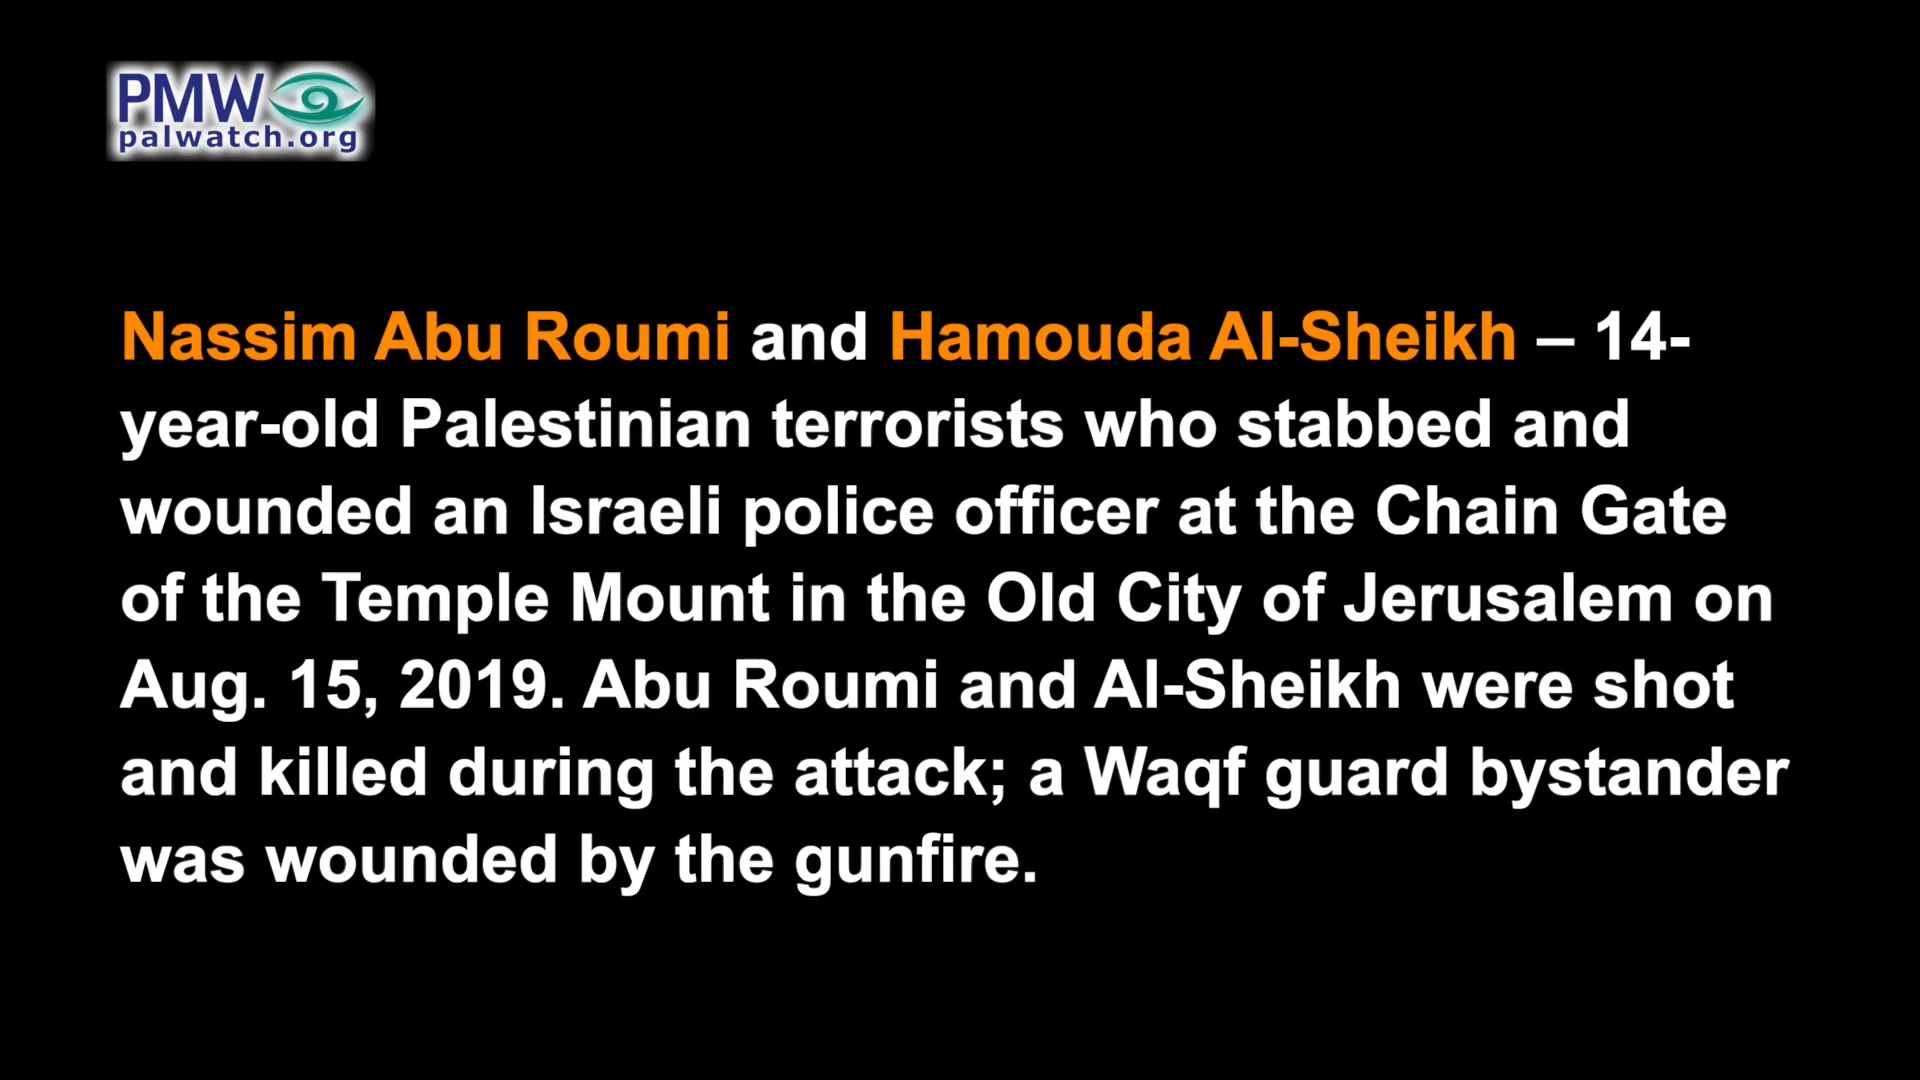 PMW
palwatch.org
Nassim Abu Roumi and Hamouda Al-Sheikh – 14-
year-old Palestinian terrorists who stabbed and
wounded an Israeli police officer at the Chain Gate
of the Temple Mount in the Old City of Jerusalem on
Aug. 15, 2019. Abu Roumi and Al-Sheikh were shot
and killed during the attack; a Waqf guard bystander
was wounded by the gunfire.